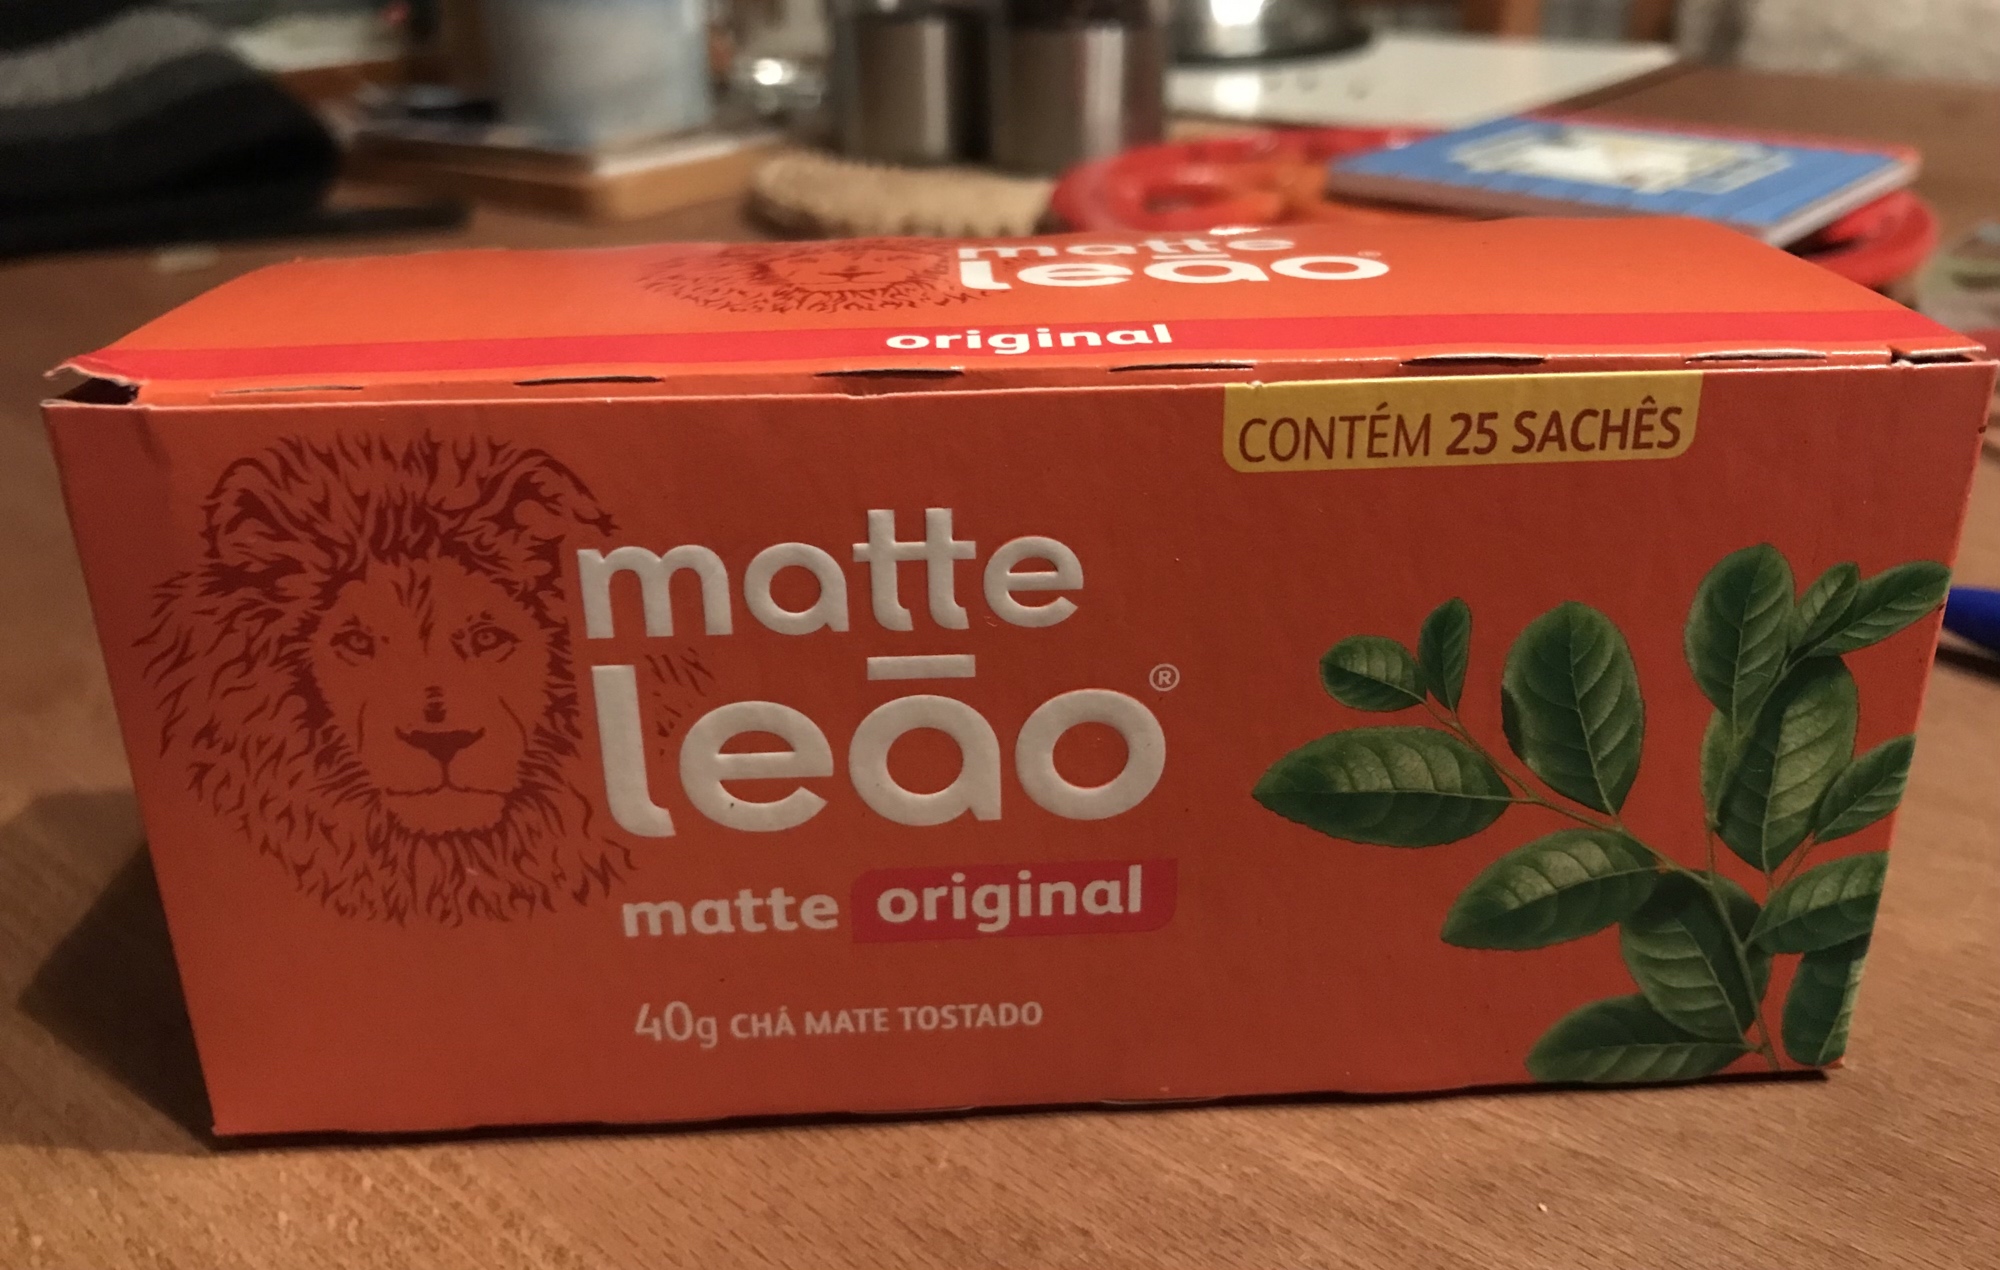 matte
leão
original
CONTÉM 25 SACHÊS
matte
leão®
matte original
40g CHÁ MATE TOSTADO